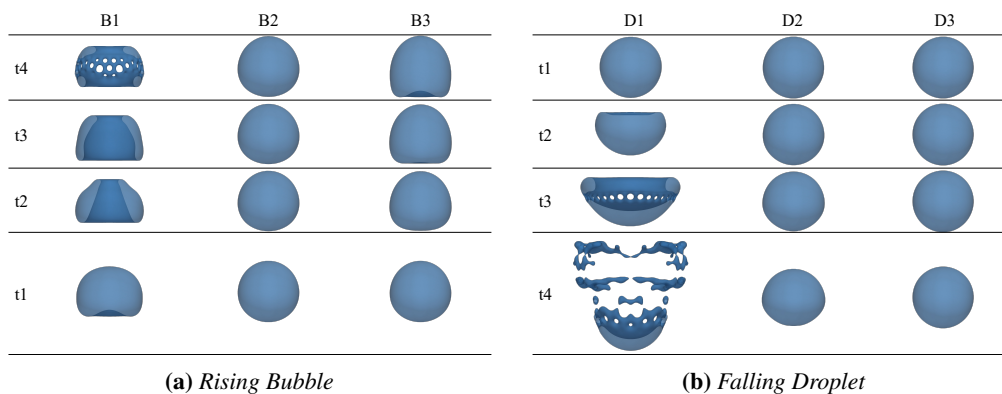 B1 B2 B3
t4
t3
t2
t1
(a) Rising Bubble
D1 D2 D3
t1
t2
t3
t4
(b) Falling Droplet